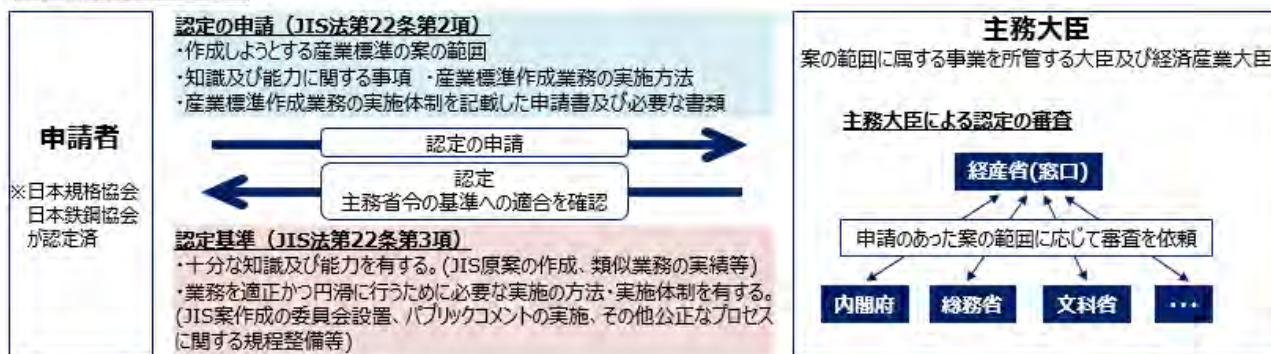 申請者
※日本規格協会
日本鉄鋼協会
が認定済
認定の申請（JIS法第22条第2項）
・作成しようとする産業標準の案の範囲
・知識及び能力に関する事項 ・産業標準作成業務の実施方法
・産業標準作成業務の実施体制を記載した申請書及び必要な書類
認定の申請
認定
主務省令の基準への適合を確認
認定基準（JIS法第22条第3項）
・十分な知識及び能力を有する。(JIS原案の作成、類似業務の実績等)
・業務を適正かつ円滑に行うために必要な実施の方法・実施体制を有する。
(JIS案作成の委員会設置、パブリックコメントの実施、その他公正なプロセス
に関する規程整備等)
主務大臣
案の範囲に属する事業を所管する大臣及び経済産業大臣
主務大臣による認定の審査
経産省(窓口)
申請のあった案の範囲に応じて審査を依頼
内閣府
総務省
文科省
・・・